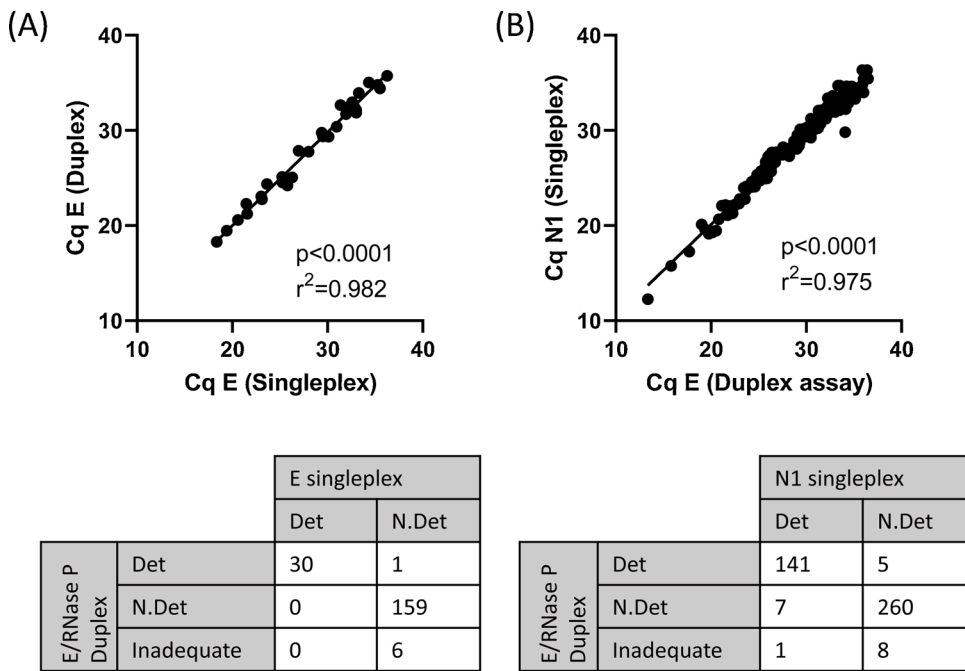 (A)
40
30
20
10
Cq E (Duplex)
p<0.0001
r²=0.982
10 20 30 40
Cq E (Singleplex)
(B)
40
30
20
10
Cq N1 (Singleplex)
p<0.0001
r²=0.975
10 20 30 40
Cq E (Duplex assay)
E singleplex
Det N.Det
E/RNase P
Duplex
Det 30 1
N.Det 0 159
Inadequate 0 6
N1 singleplex
Det N.Det
E/RNase P
Duplex
Det 141 5
N.Det 7 260
Inadequate 1 8